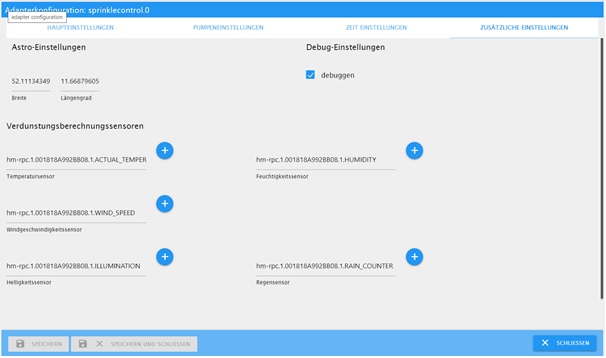 Adapterkonfiguration: sprinklecontrol.0
adapter configuration
HAUPTEINSTELLUNGEN
PUMPENEINSTELLUNGEN
ZEIT EINSTELLUNGEN
ZUSÄTZLICHE EINSTELLUNGEN
Astro-Einstellungen
Debug-Einstellungen
debuggen
52.11134349
11.66879605
Breite
Längengrad
Verdunstungsberechnungssensoren
hm-rpc.1.001818A992BB08.1.ACTUAL_TEMPER
hm-rpc.1.001818A992BB08.1.HUMIDITY
Temperatursensor
Feuchtigkeitssensor
hm-rpc.1.001818A992BB08.1.WIND_SPEED
Windgeschwindigkeitssensor
hm-rpc.1.001818A992BB08.1.ILLUMINATION
hm-rpc.1.001818A992BB08.1.RAIN_COUNTER
Helligkeitssensor
Regensensor
SPEICHERN
SPEICHERN UND SCHLIESSEN
SCHLIESSEN